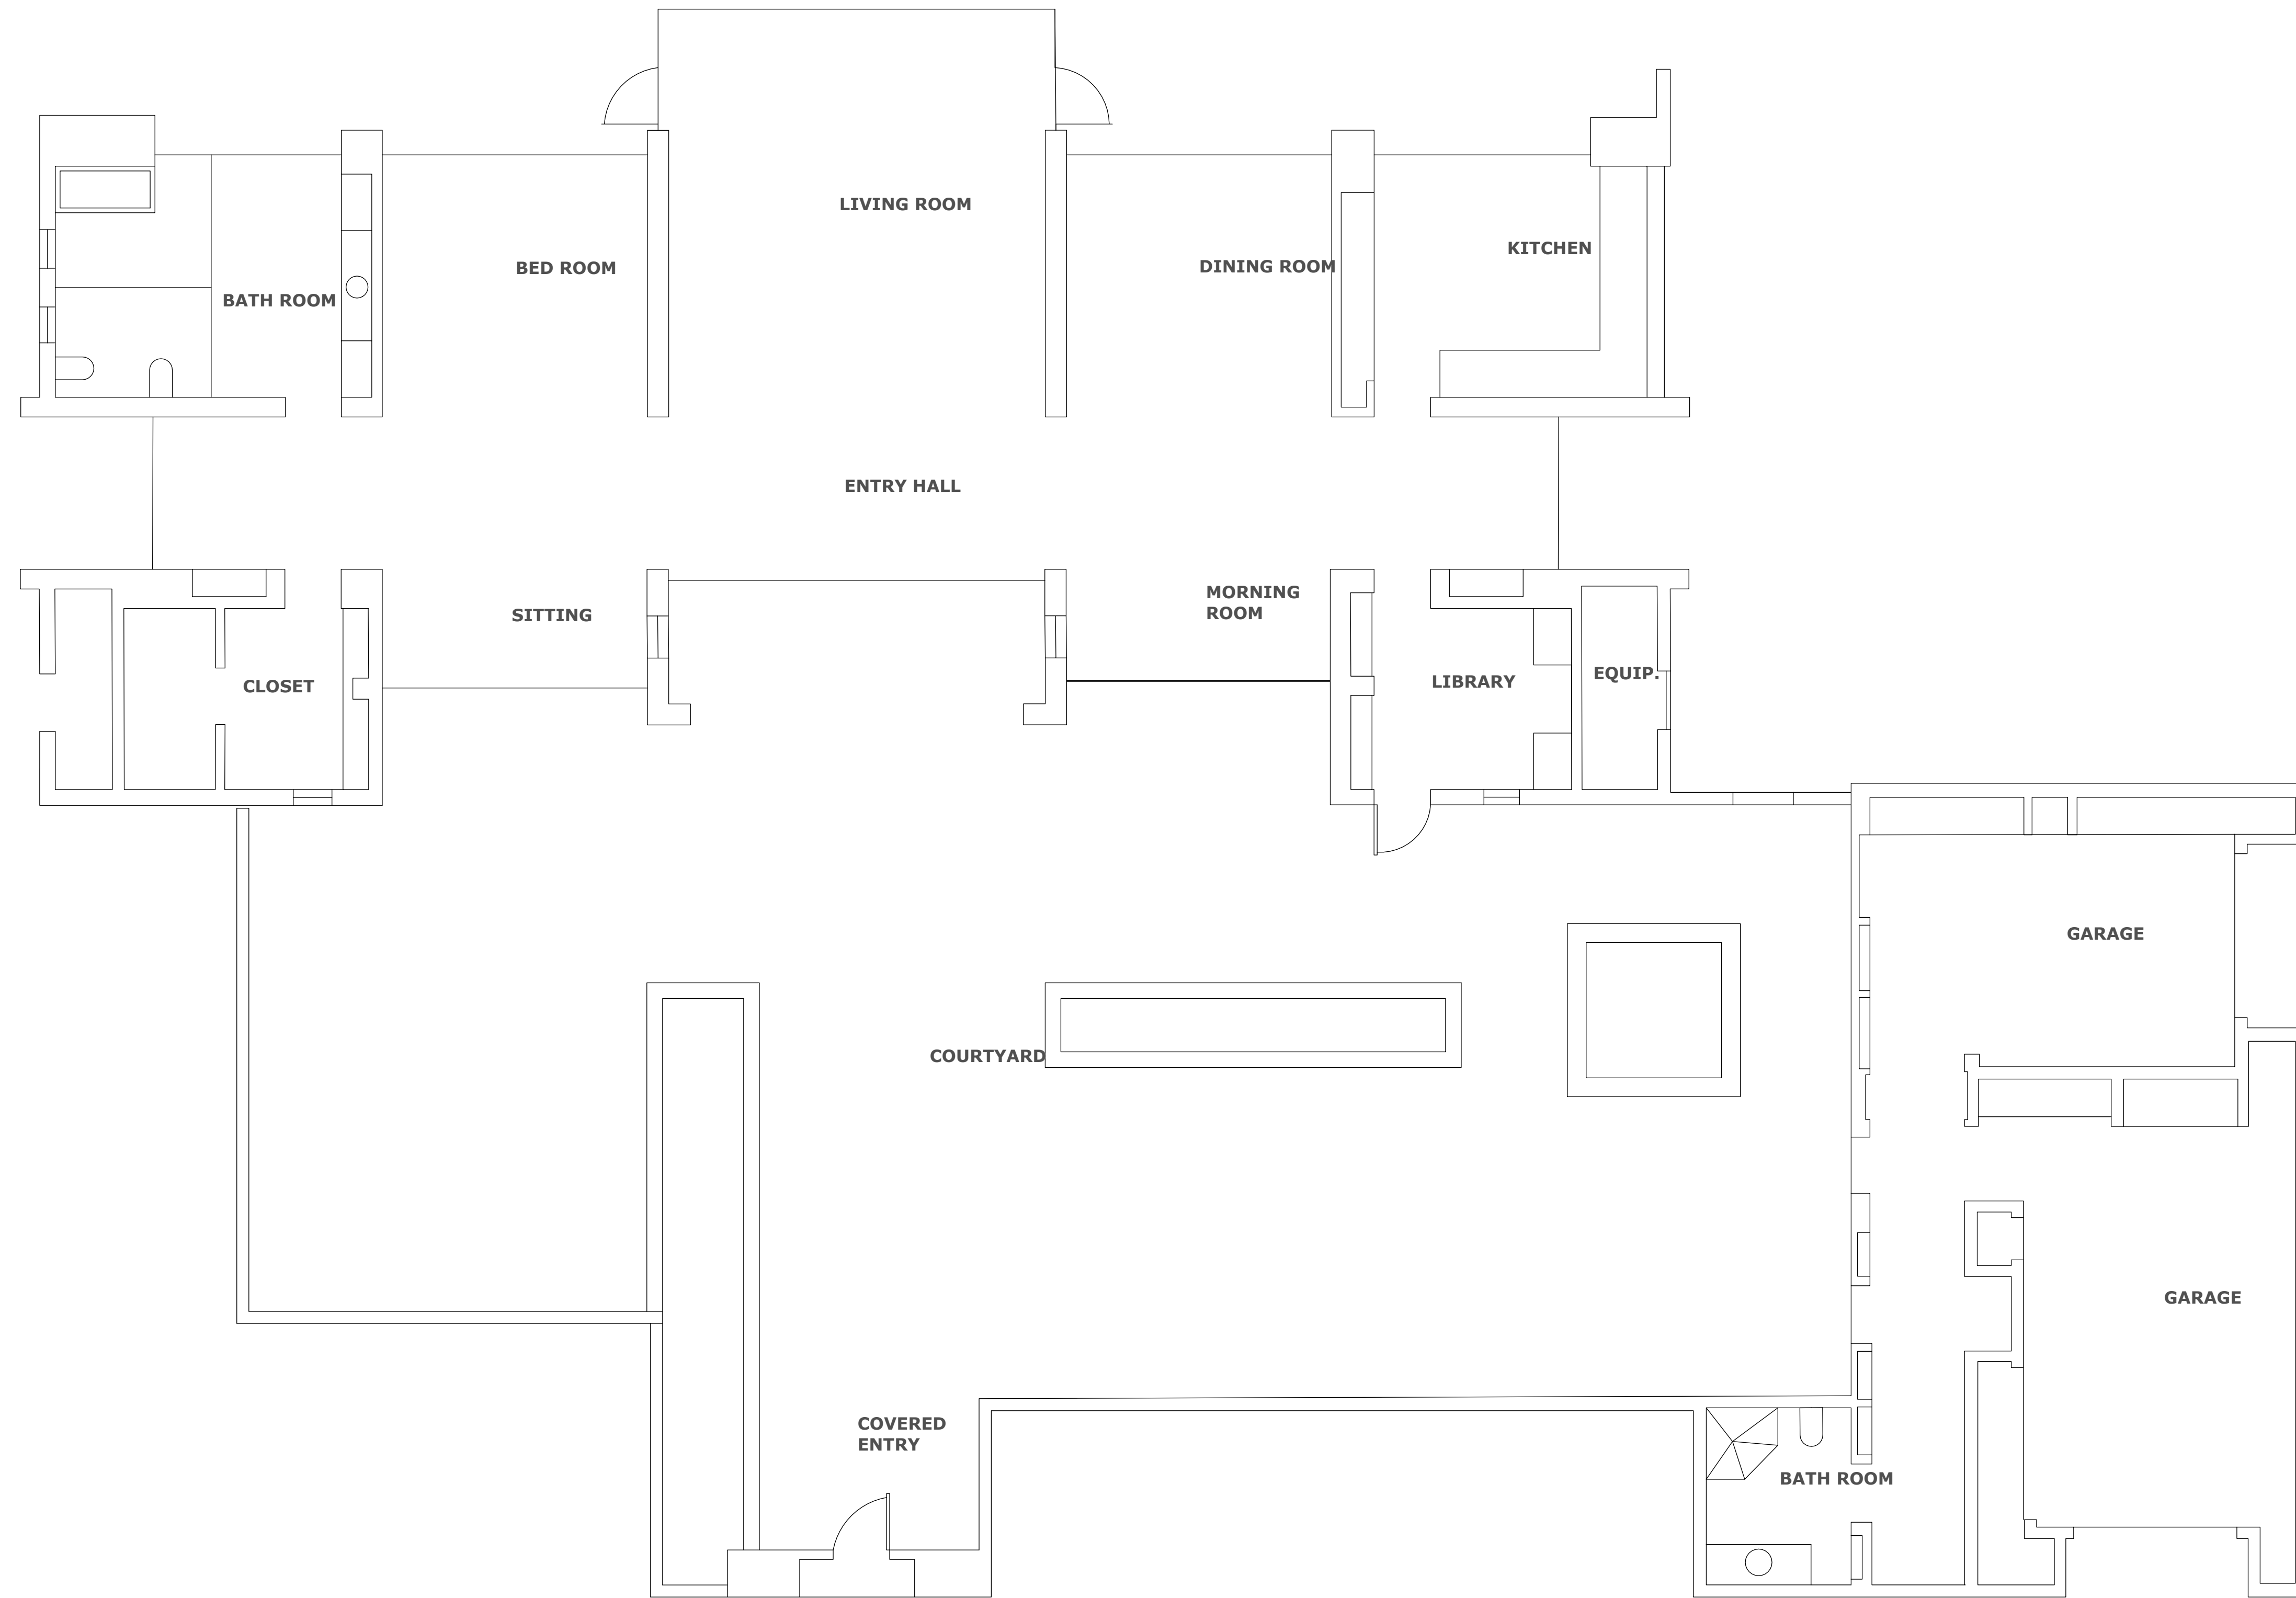 LIVING ROOM
KITCHEN
BED ROOM
DINING ROOM
BATH ROOM
ENTRY HALL
SITTING
MORNING
ROOM
CLOSET
LIBRARY
EQUIP.
GARAGE
COURTYARD
GARAGE
COVERED
ENTRY
BATH ROOM